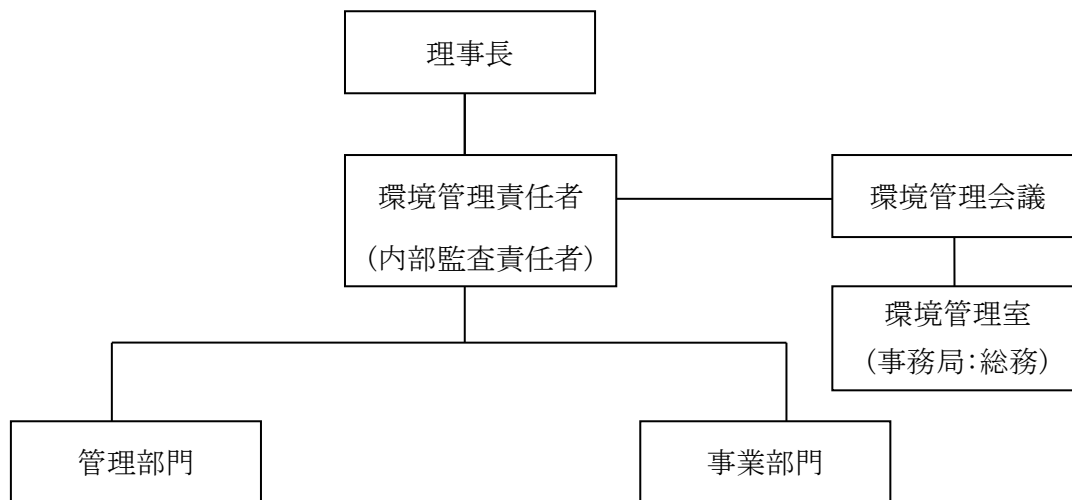 理事長
環境管理責任者
(内部監査責任者)
環境管理会議
環境管理室
(事務局:総務)
管理部門
事業部門